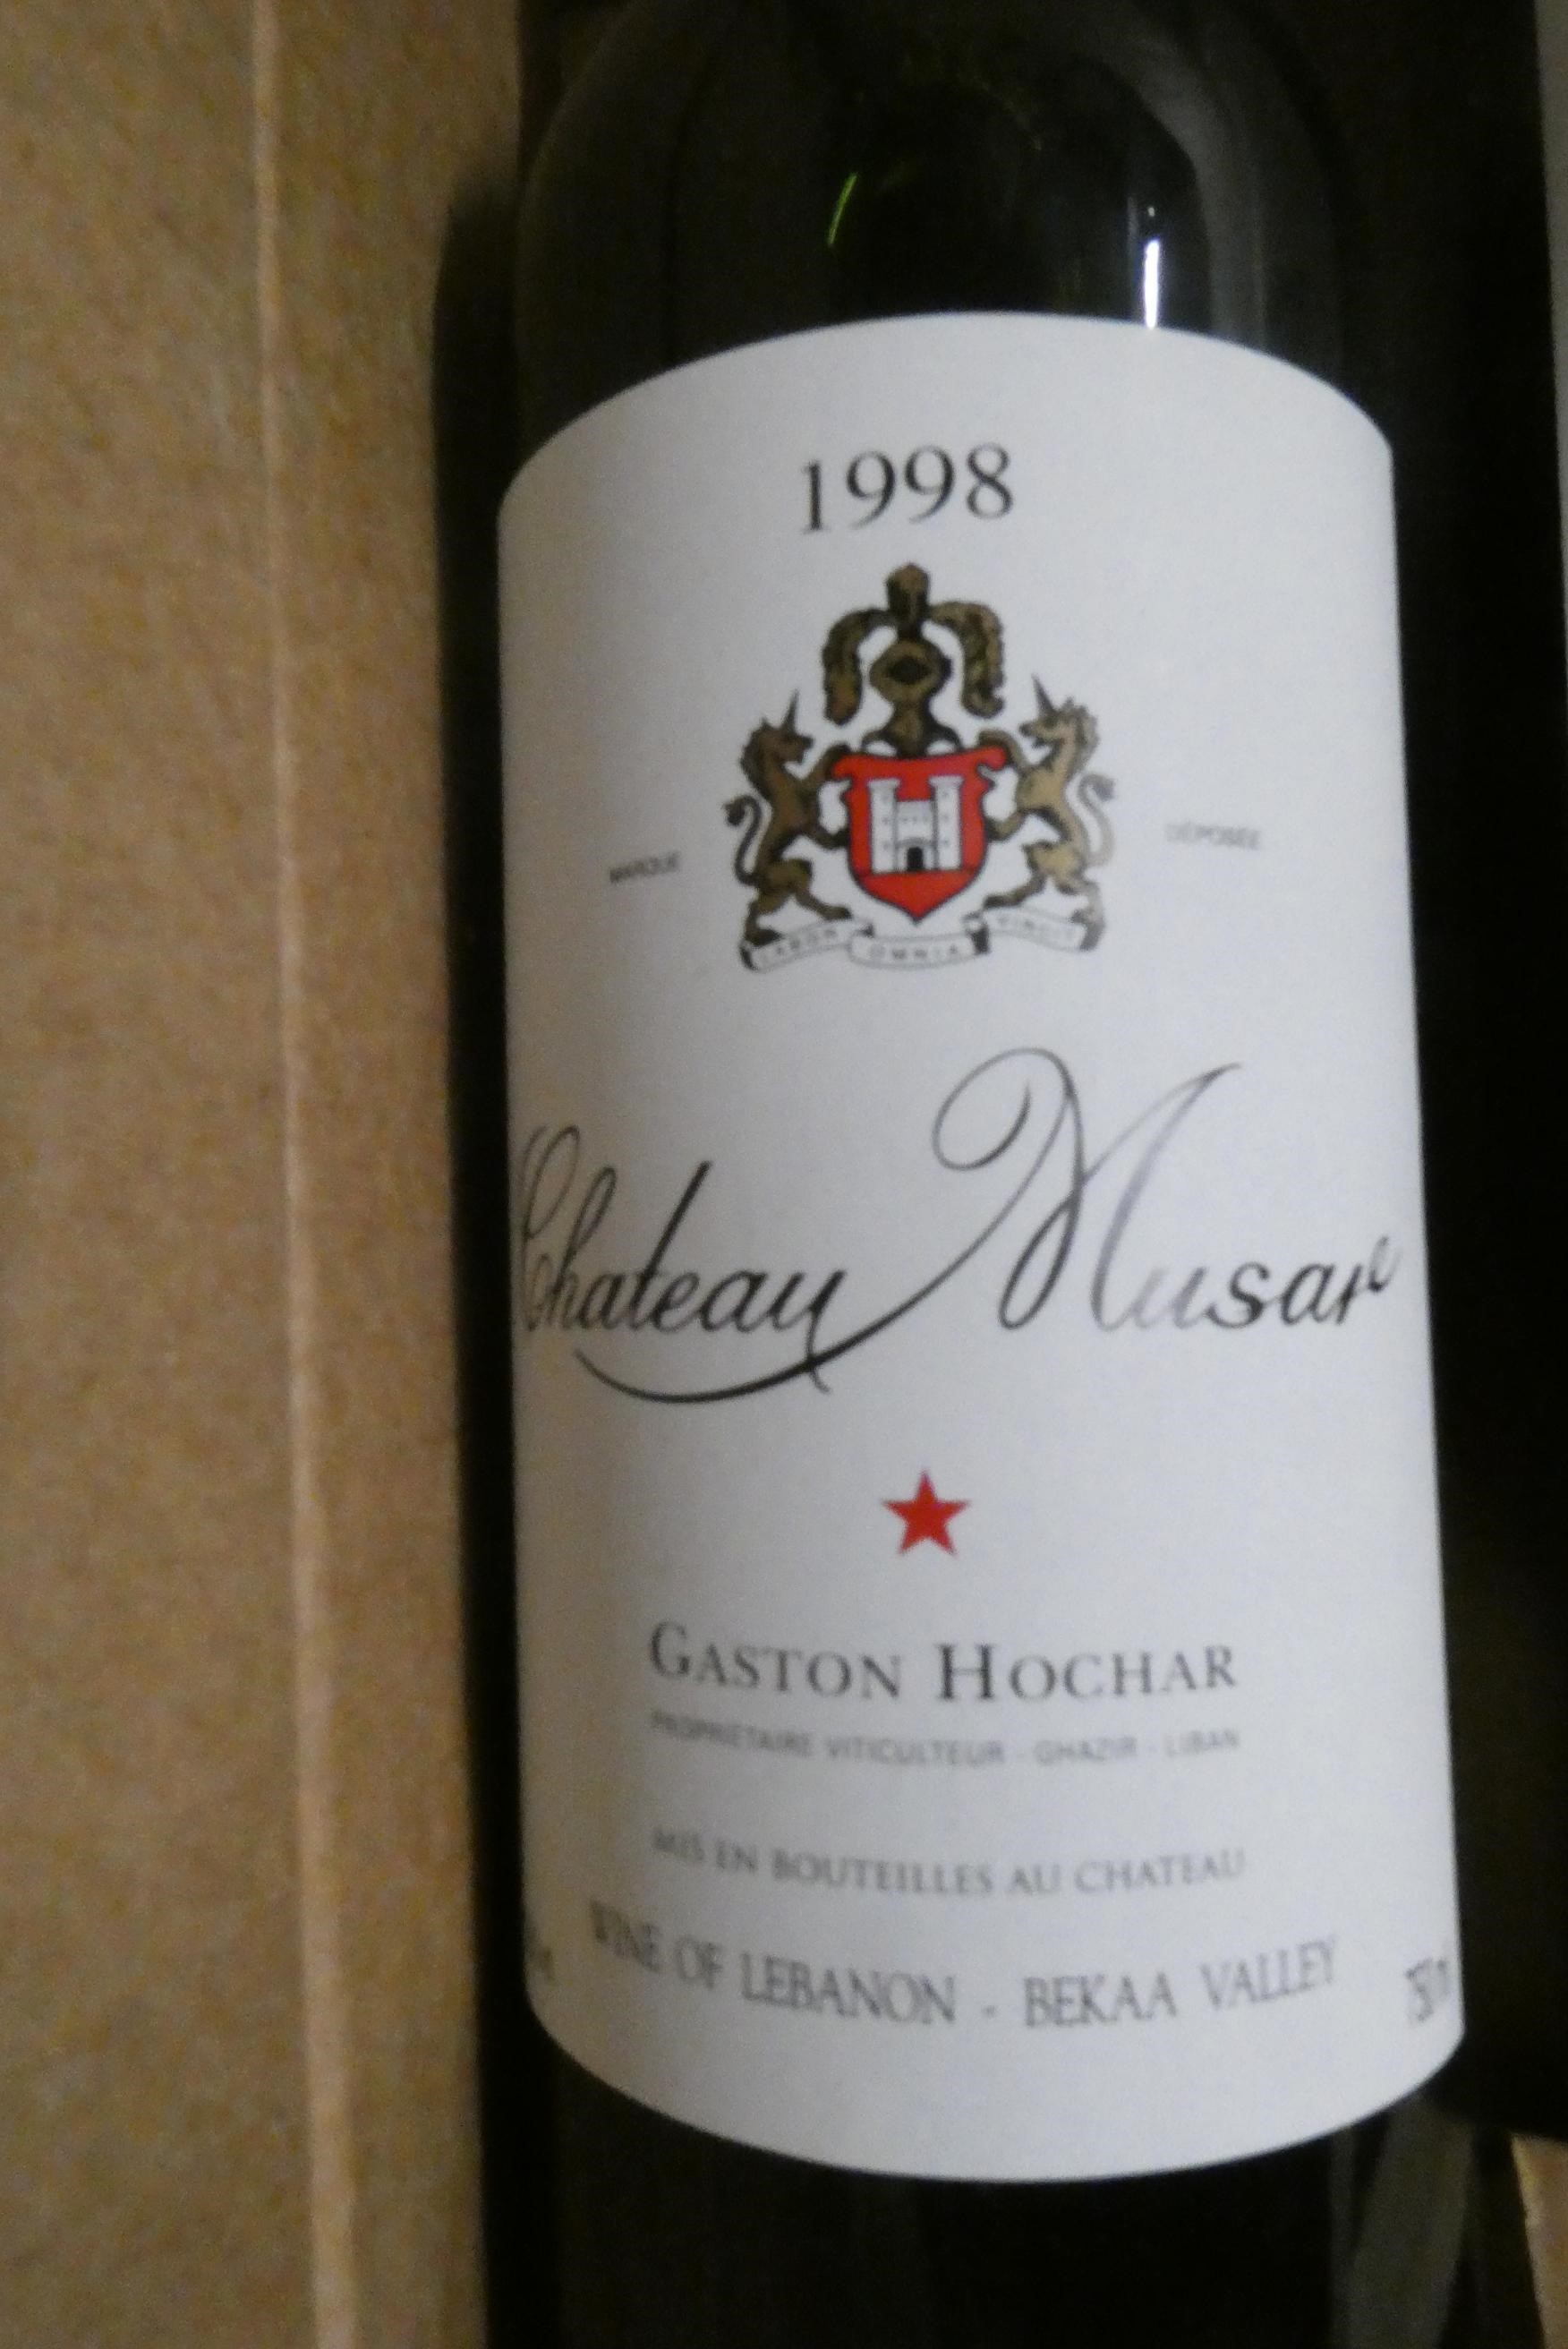 1998
MARQUE DÉPOSÉE
LABOR OMNIA VINCIT
Chateau Musar
GASTON HOCHAR
PROPRIÉTAIRE VITICULTEUR - GHAZIR - LIBAN
MIS EN BOUTEILLES AU CHATEAU
WINE OF LEBANON - BEKAA VALLEY